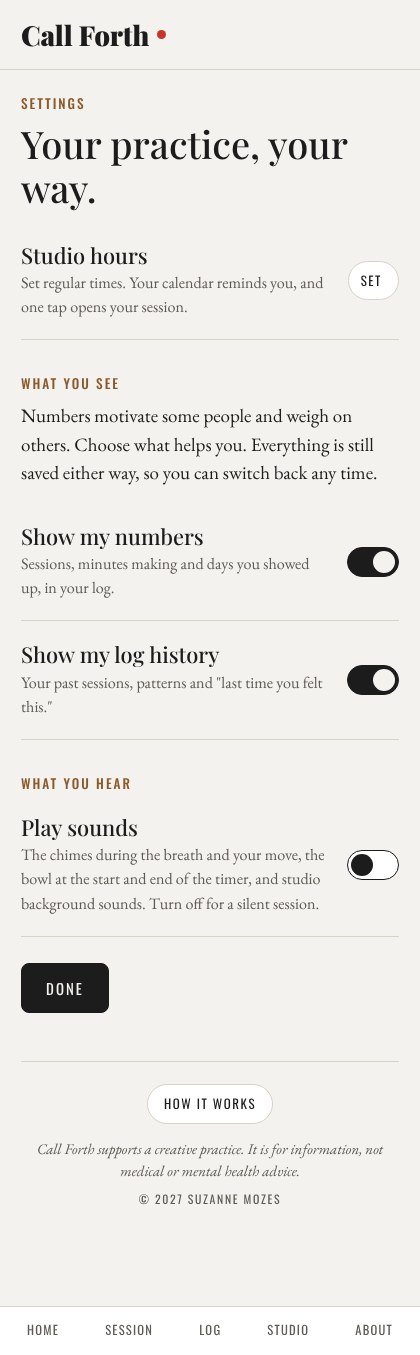 Call Forth
SETTINGS
Your practice, your
way.
Studio hours
Set regular times. Your calendar reminds you, and
one tap opens your session.
SET
WHAT YOU SEE
Numbers motivate some people and weigh on
others. Choose what helps you. Everything is still
saved either way, so you can switch back any time.
Show my numbers
Sessions, minutes making and days you showed
up, in your log.
Show my log history
Your past sessions, patterns and "last time you felt
this."
WHAT YOU HEAR
Play sounds
The chimes during the breath and your move, the
bowl at the start and end of the timer, and studio
background sounds. Turn off for a silent session.
DONE
HOW IT WORKS
Call Forth supports a creative practice. It is for information, not
medical or mental health advice.
© 2027 SUZANNE MOZES
HOME SESSION LOG STUDIO ABOUT